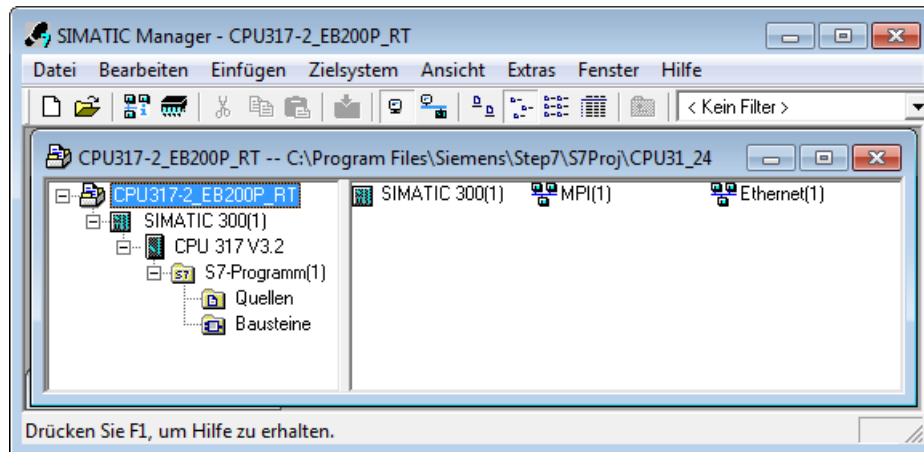 SIMATIC Manager - CPU317-2_EB200P_RT
Datei Bearbeiten Einfügen Zielsystem Ansicht Extras Fenster Hilfe
< Kein Filter >
CPU317-2_EB200P_RT -- C:\Program Files\Siemens\Step7\S7Proj\CPU31_24
CPU317-2_EB200P_RT
SIMATIC 300(1)
CPU 317 V3.2
S7-Programm(1)
Quellen
Bausteine
SIMATIC 300(1) MPI(1) Ethernet(1)
Drücken Sie F1, um Hilfe zu erhalten.